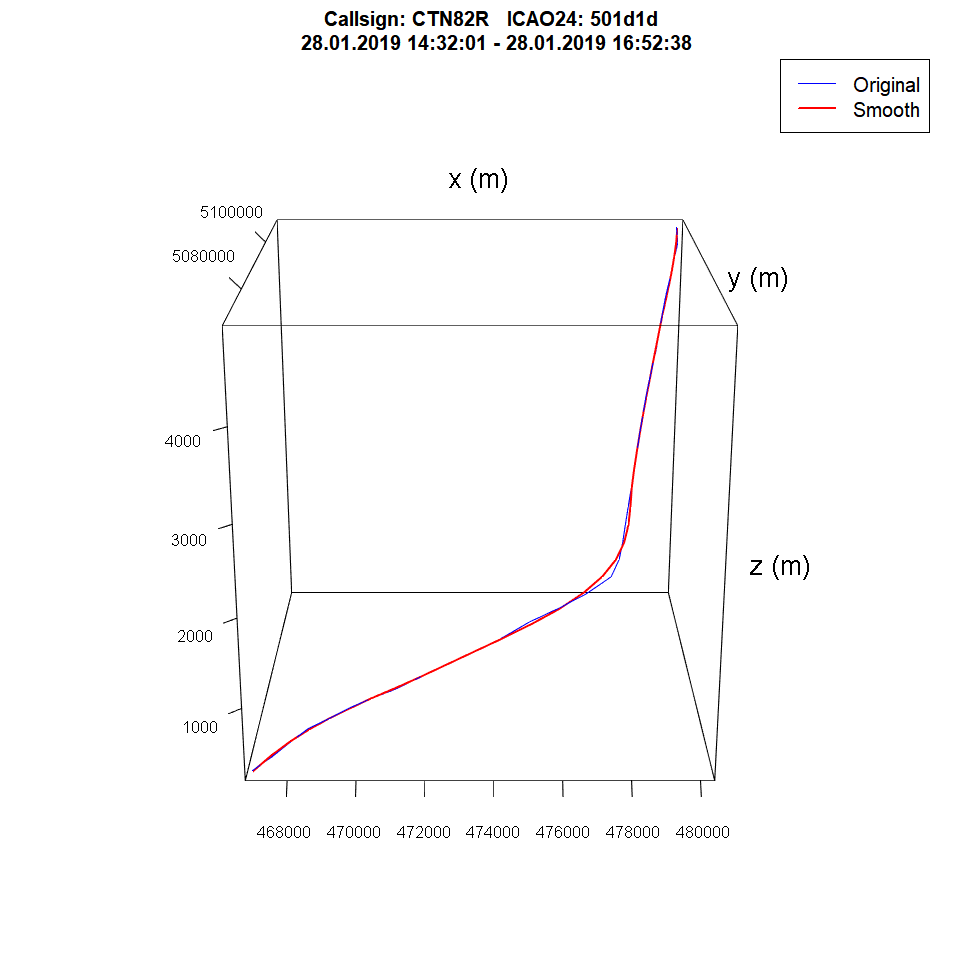 Callsign: CTN82R   ICAO24: 501d1d
28.01.2019 14:32:01 - 28.01.2019 16:52:38
Original
Smooth
x (m)
5100000
5080000
y (m)
4000
3000
z (m)
2000
1000
468000 470000 472000 474000 476000 478000 480000